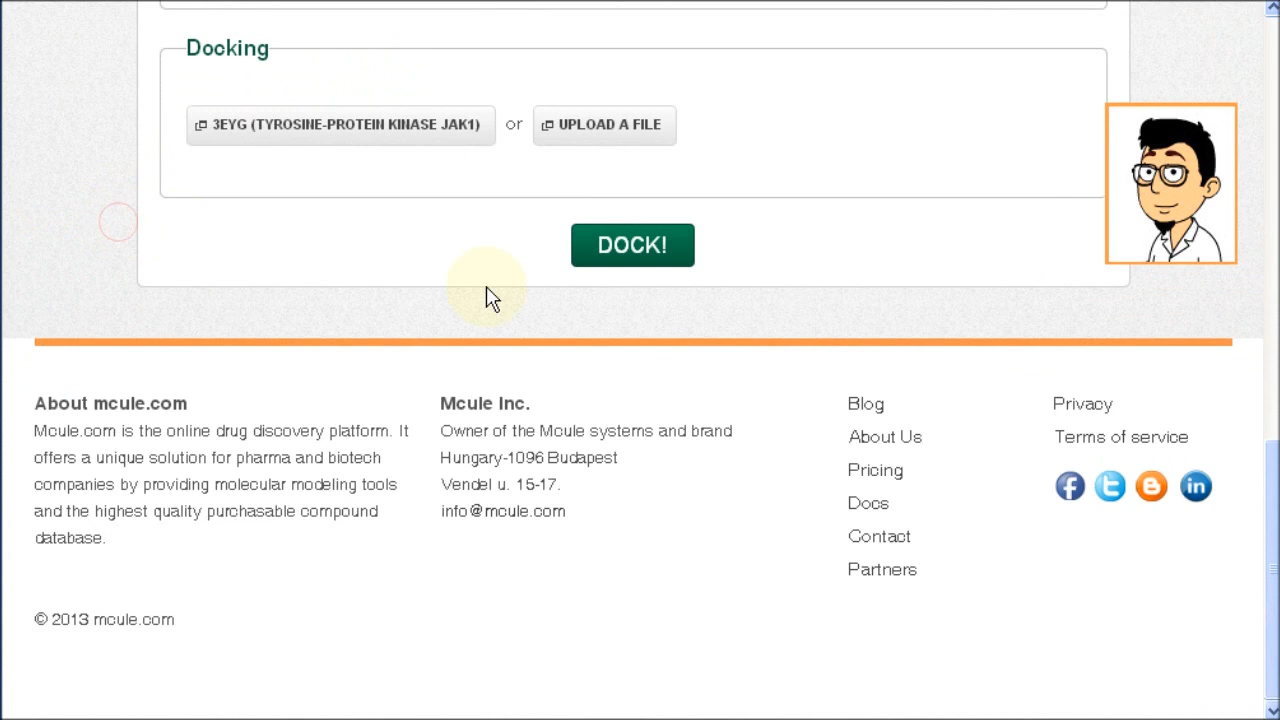 Docking
3EYG (TYROSINE-PROTEIN KINASE JAK1) or UPLOAD A FILE
DOCK!
About mcule.com
Mcule.com is the online drug discovery platform. It
offers a unique solution for pharma and biotech
companies by providing molecular modeling tools
and the highest quality purchasable compound
database.
Mcule Inc.
Owner of the Mcule systems and brand
Hungary-1096 Budapest
Vendel u. 15-17.
info@mcule.com
Blog
About Us
Pricing
Docs
Contact
Partners
Privacy
Terms of service
© 2013 mcule.com